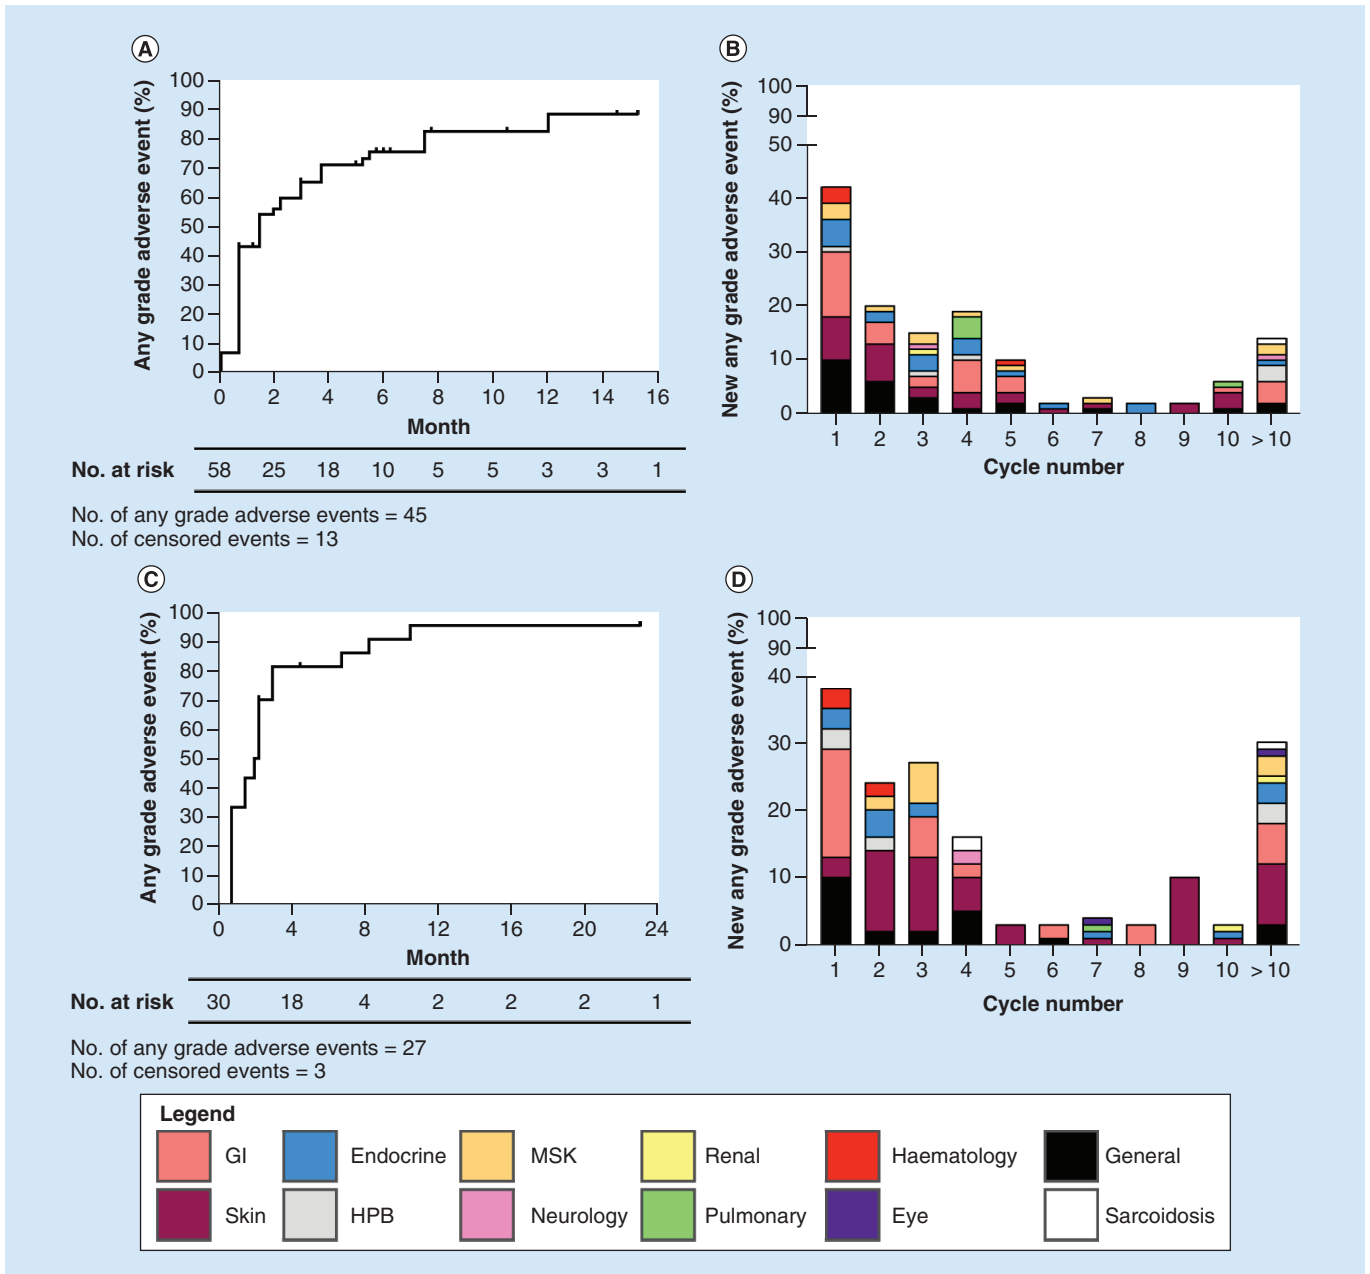 A
Any grade adverse event (%)
100
90
80
70
60
50
40
30
20
10
0
0 2 4 6 8 10 12 14 16
Month
No. at risk 58 25 18 10 5 5 3 3 1
No. of any grade adverse events = 45
No. of censored events = 13
B
New any grade adverse event (%)
100
90
50
40
30
20
10
0
1 2 3 4 5 6 7 8 9 10 > 10
Cycle number
C
Any grade adverse event (%)
100
90
80
70
60
50
40
30
20
10
0
0 4 8 12 16 20 24
Month
No. at risk 30 18 4 2 2 2 1
No. of any grade adverse events = 27
No. of censored events = 3
D
New any grade adverse event (%)
100
90
40
30
20
10
0
1 2 3 4 5 6 7 8 9 10 > 10
Cycle number
Legend
GI Endocrine MSK Renal Haematology General
Skin HPB Neurology Pulmonary Eye Sarcoidosis